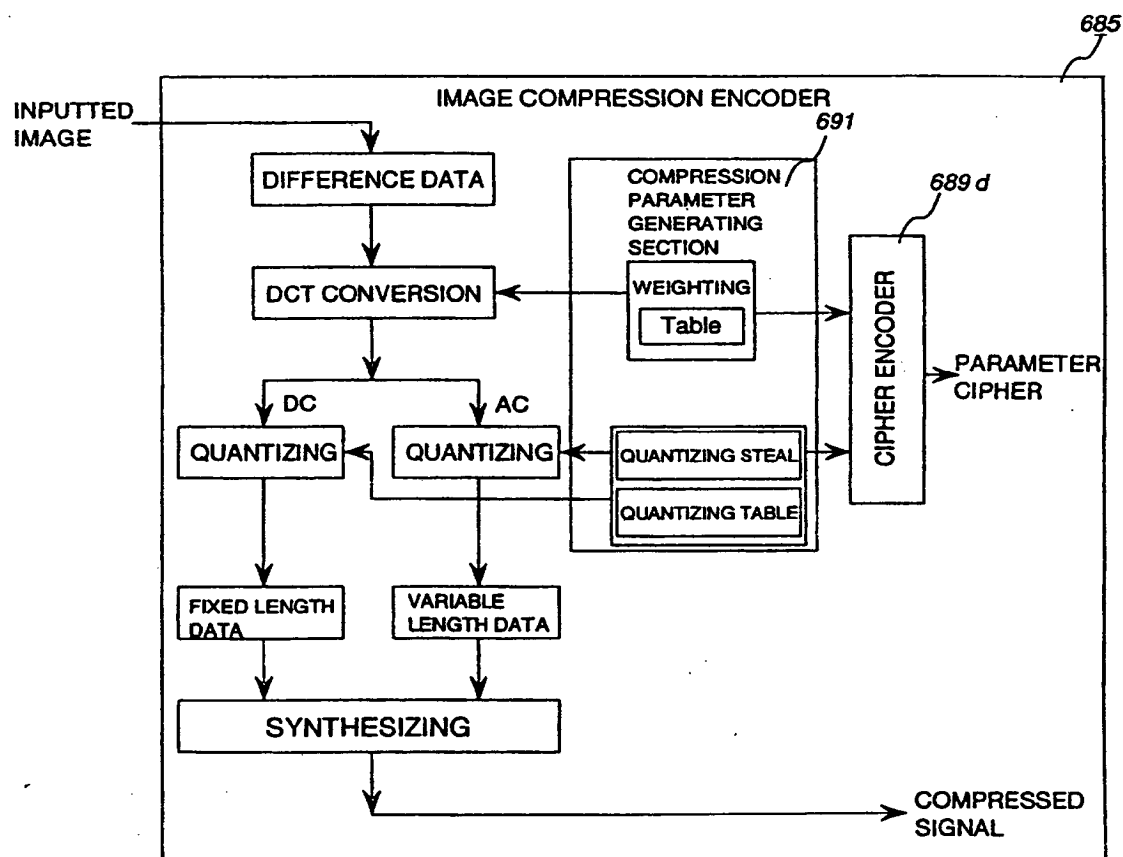 685
IMAGE COMPRESSION ENCODER
INPUTTED
IMAGE
691
DIFFERENCE DATA
COMPRESSION
PARAMETER
GENERATING
SECTION
689 d
DCT CONVERSION
WEIGHTING
Table
CIPHER ENCODER
PARAMETER
CIPHER
DC
AC
QUANTIZING
QUANTIZING
QUANTIZING STEAL
QUANTIZING TABLE
FIXED LENGTH
DATA
VARIABLE
LENGTH DATA
SYNTHESIZING
COMPRESSED
SIGNAL